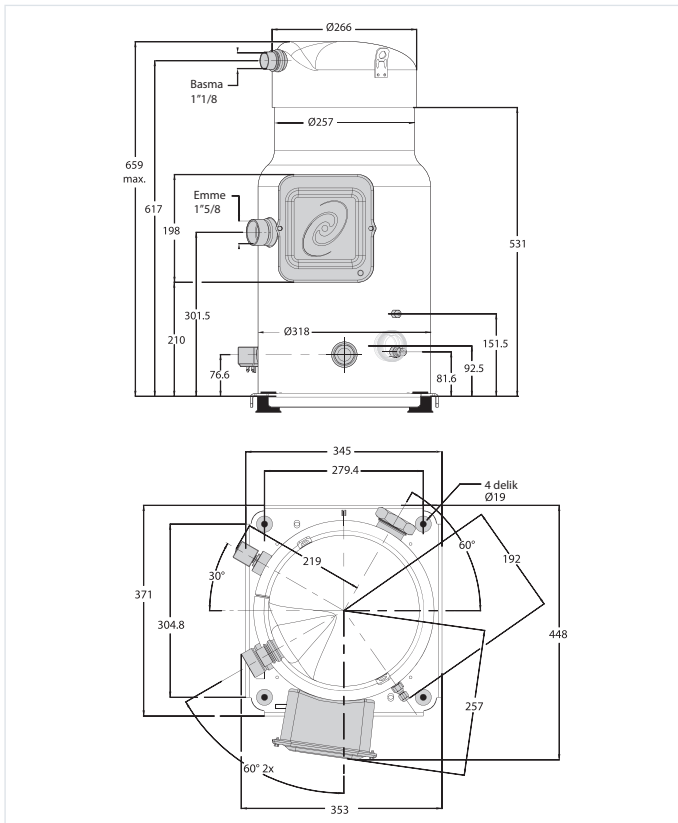 Ø266
Basma
1”1/8
Ø257
659
max.
617
Emme
1”5/8
198
531
301.5
210
Ø318
151.5
76.6
92.5
81.6
345
279.4
4 delik
Ø19
60°
192
219
30°
371
304.8
448
257
60° 2x
353